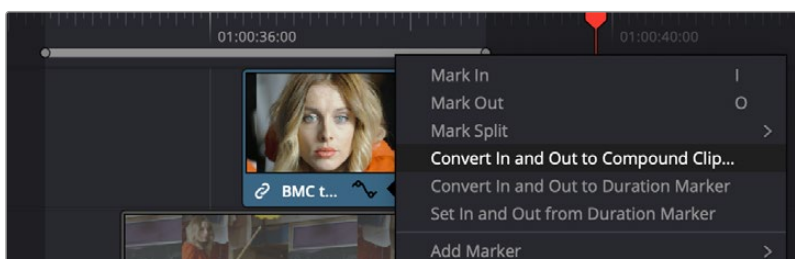 01:00:36:00
01:00:40:00
Mark In I
Mark Out O
Mark Split >
Convert In and Out to Compound Clip...
BMC t...
Convert In and Out to Duration Marker
Set In and Out from Duration Marker
Add Marker >